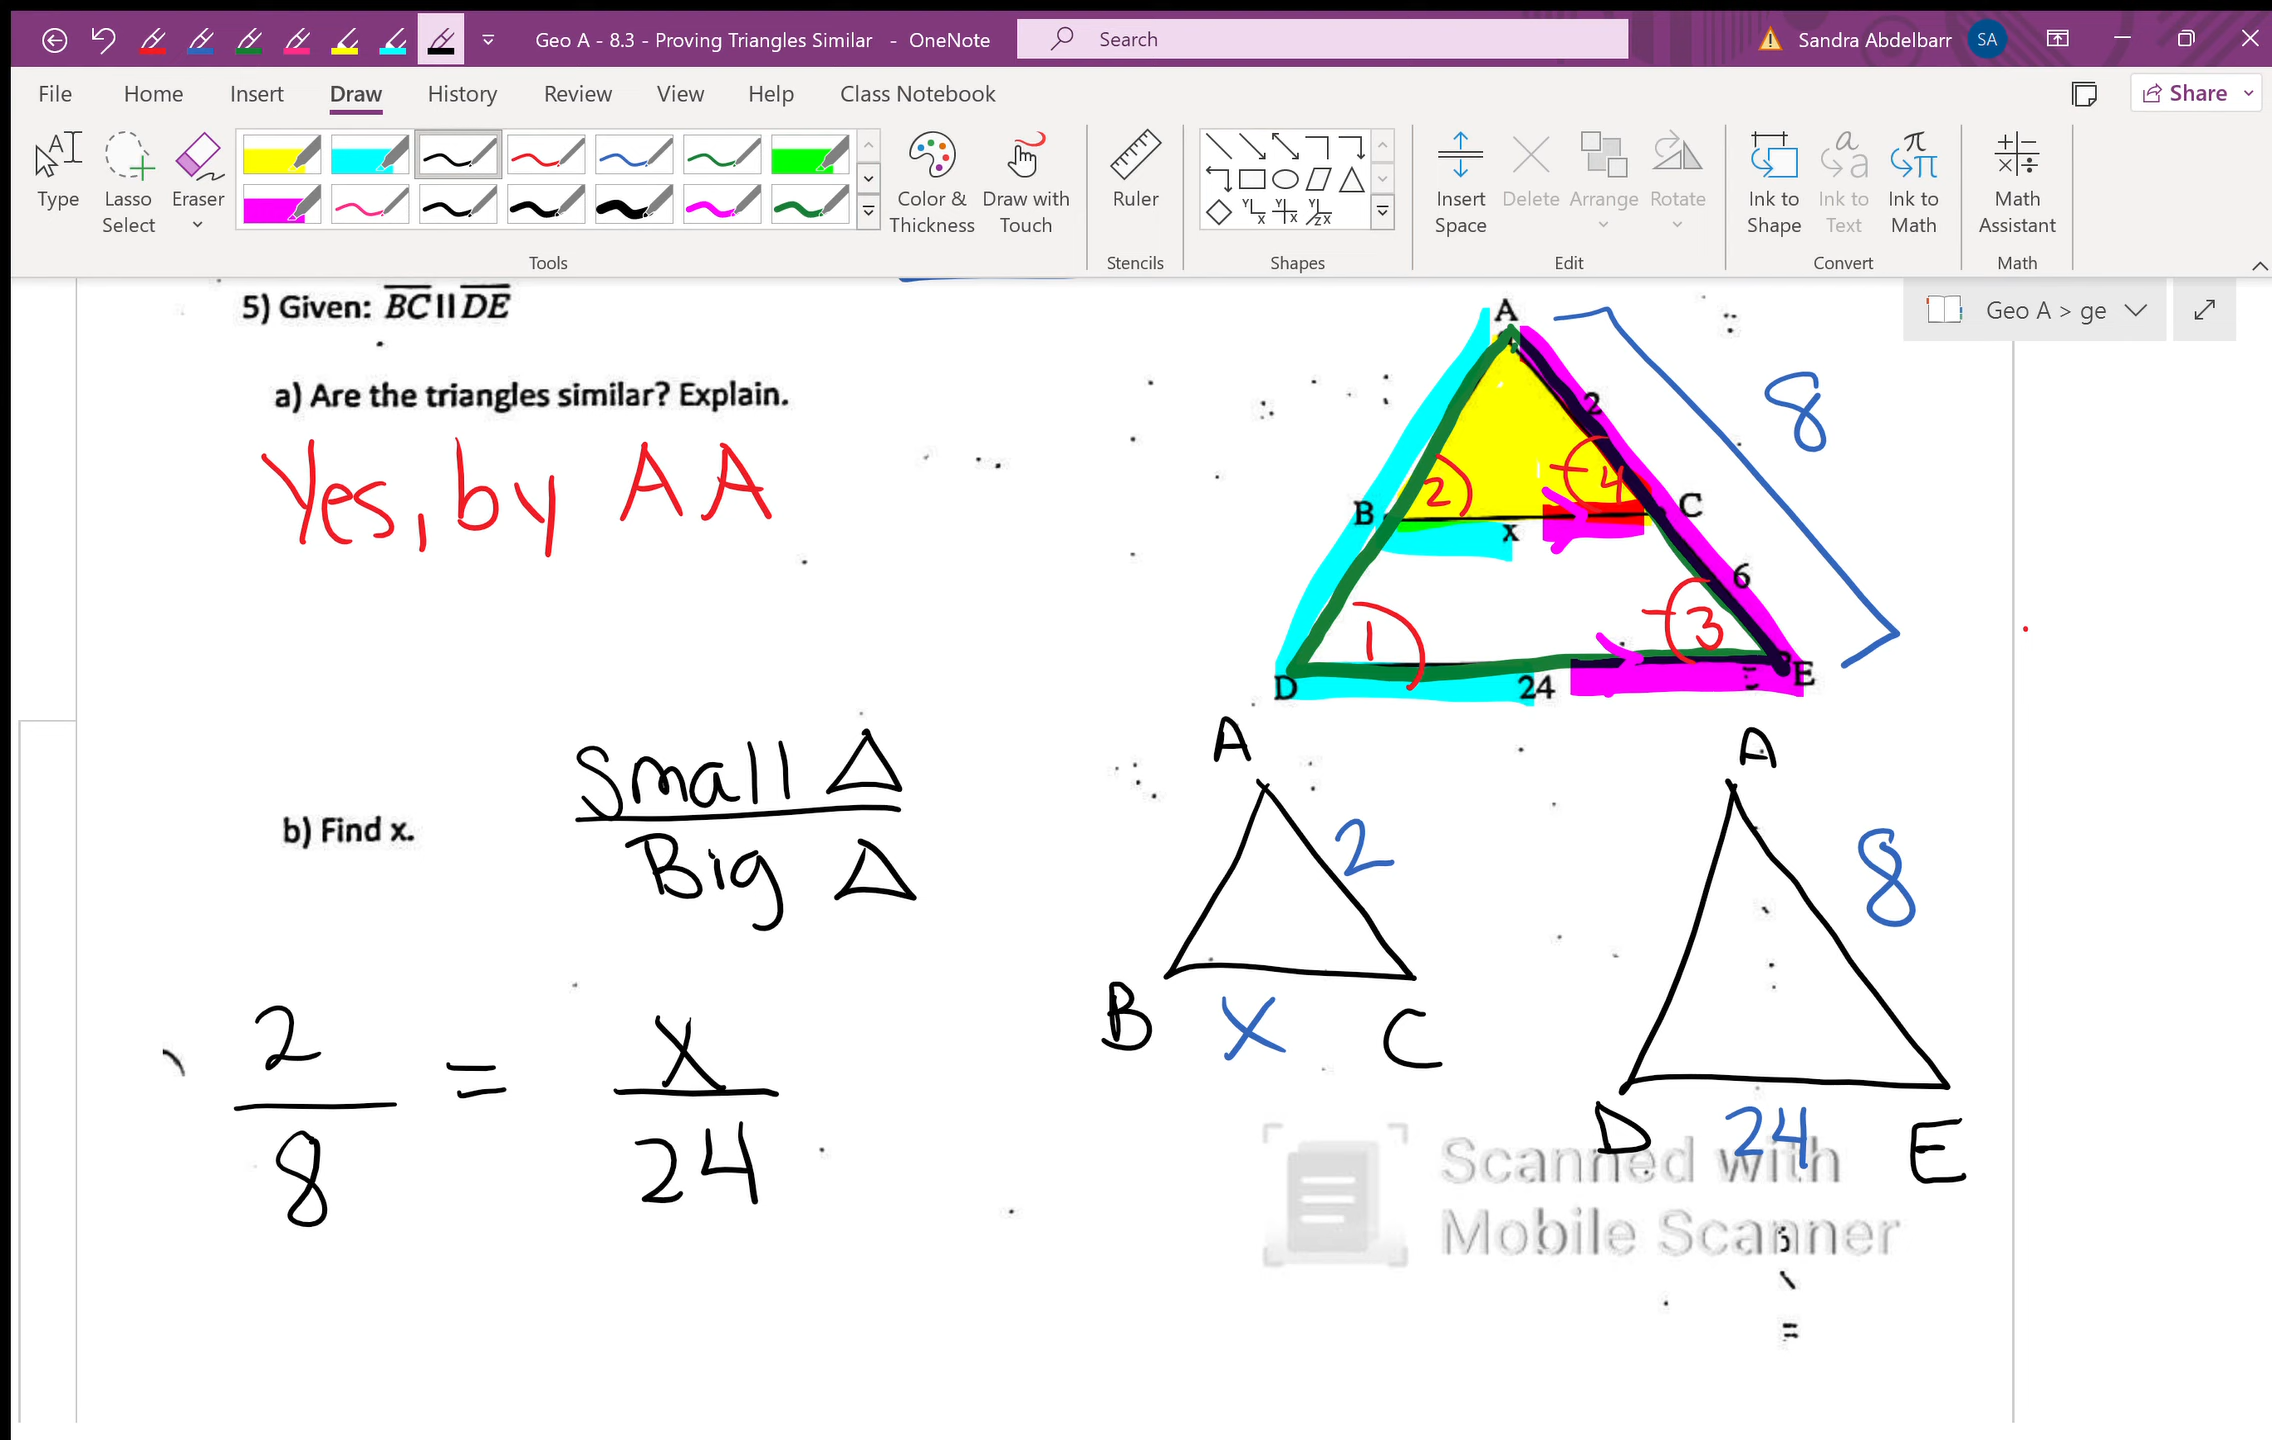 Geo A - 8.3 - Proving Triangles Similar - OneNote
Search
Sandra Abdelbarr
SA
File Home Insert Draw History Review View Help Class Notebook
Share
Type
Lasso Select
Eraser
Color & Thickness
Draw with Touch
Ruler
Insert Space
Delete
Arrange
Rotate
Ink to Shape
Ink to Text
Ink to Math
Math Assistant
Tools
Stencils
Shapes
Edit
Convert
Math
Geo A > ge
5) Given: BC || DE
a) Are the triangles similar? Explain.
Yes, by AA
A
2
8
B
2
4
C
x
6
1
3
D
24
E
b) Find x.
Small △
Big △
2/8 = x/24
A
2
B
x
C
A
8
D
24
E
Scanned with
Mobile Scanner